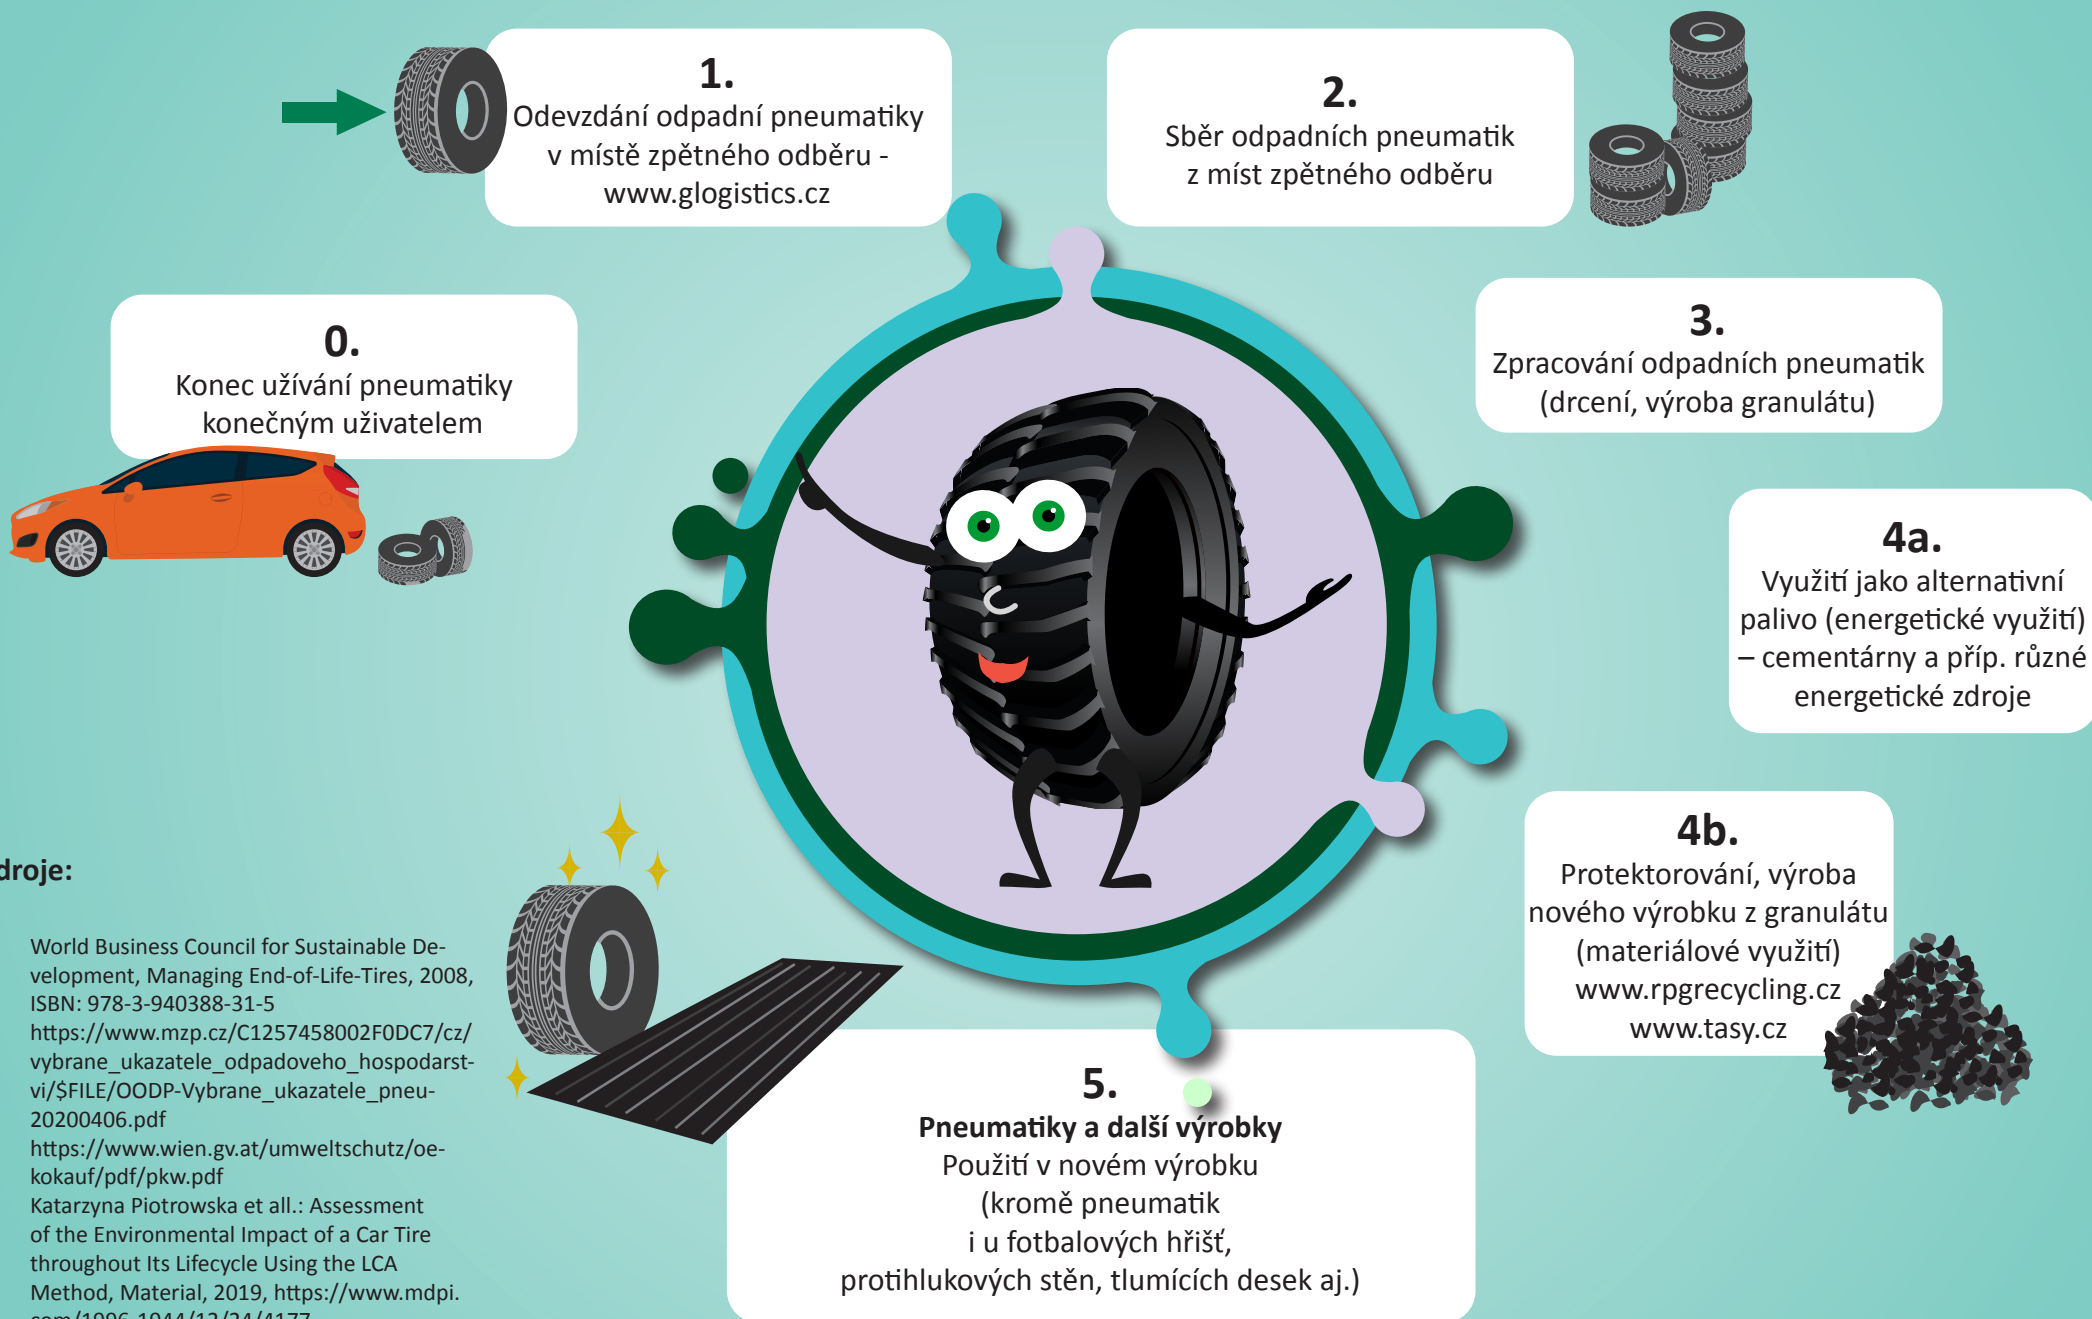 1.
Odevzdání odpadní pneumatiky
v místě zpětného odběru -
www.glogistics.cz
2.
Sběr odpadních pneumatik
z míst zpětného odběru
0.
Konec užívání pneumatiky
konečným uživatelem
3.
Zpracování odpadních pneumatik
(drcení, výroba granulátu)
4a.
Využití jako alternativní
palivo (energetické využití)
– cementárny a příp. různé
energetické zdroje
4b.
Protektorování, výroba
nového výrobku z granulátu
(materiálové využití)
www.rpgrecycling.cz
www.tasy.cz
5.
Pneumatiky a další výrobky
Použití v novém výrobku
(kromě pneumatik
i u fotbalových hřišť,
protihlukových stěn, tlumících desek aj.)
droje:
World Business Council for Sustainable De-
velopment, Managing End-of-Life-Tires, 2008,
ISBN: 978-3-940388-31-5
https://www.mzp.cz/C1257458002F0DC7/cz/
vybrane_ukazatele_odpadoveho_hospodarst-
vi/$FILE/OODP-Vybrane_ukazatele_pneu-
20200406.pdf
https://www.wien.gv.at/umweltschutz/oe-
kokauf/pdf/pkw.pdf
Katarzyna Piotrowska et all.: Assessment
of the Environmental Impact of a Car Tire
throughout Its Lifecycle Using the LCA
Method, Material, 2019, https://www.mdpi.